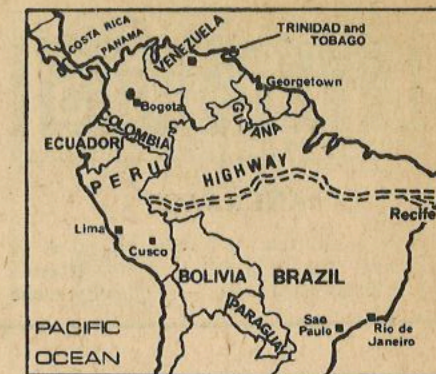 COSTA RICA
PANAMA
VENEZUELA
TRINIDAD and
TOBAGO
Georgetown
Bogota
GUYANA
COLOMBIA
ECUADOR
PERU
HIGHWAY
Recife
Lima
Cusco
BOLIVIA
BRAZIL
PARAGUAY
Sao
Paulo
Rio de
Janeiro
PACIFIC
OCEAN